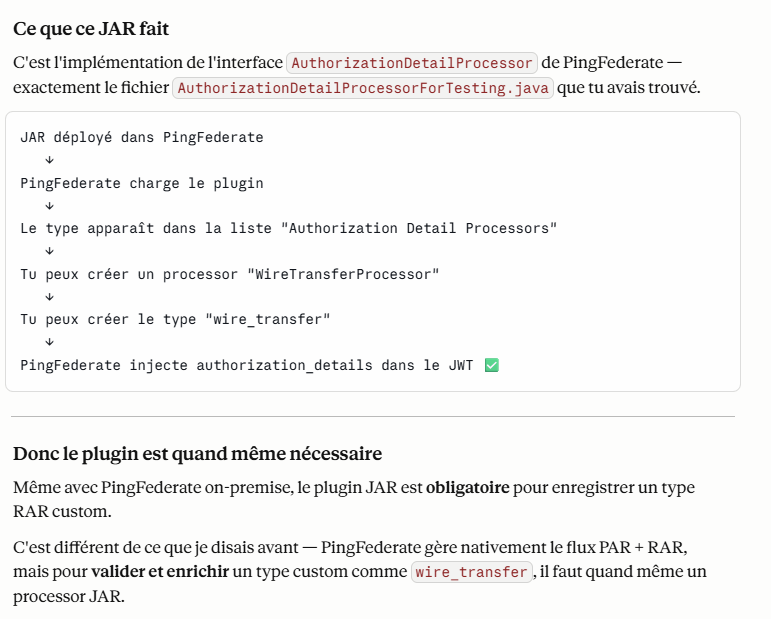 Ce que ce JAR fait
C'est l'implémentation de l'interface AuthorizationDetailProcessor de PingFederate —
exactement le fichier AuthorizationDetailProcessorForTesting.java que tu avais trouvé.
JAR déployé dans PingFederate
↓
PingFederate charge le plugin
↓
Le type apparaît dans la liste "Authorization Detail Processors"
↓
Tu peux créer un processor "WireTransferProcessor"
↓
Tu peux créer le type "wire_transfer"
↓
PingFederate injecte authorization_details dans le JWT ✅
Donc le plugin est quand même nécessaire
Même avec PingFederate on-premise, le plugin JAR est obligatoire pour enregistrer un type
RAR custom.
C'est différent de ce que je disais avant — PingFederate gère nativement le flux PAR + RAR,
mais pour valider et enrichir un type custom comme wire_transfer, il faut quand même un
processor JAR.